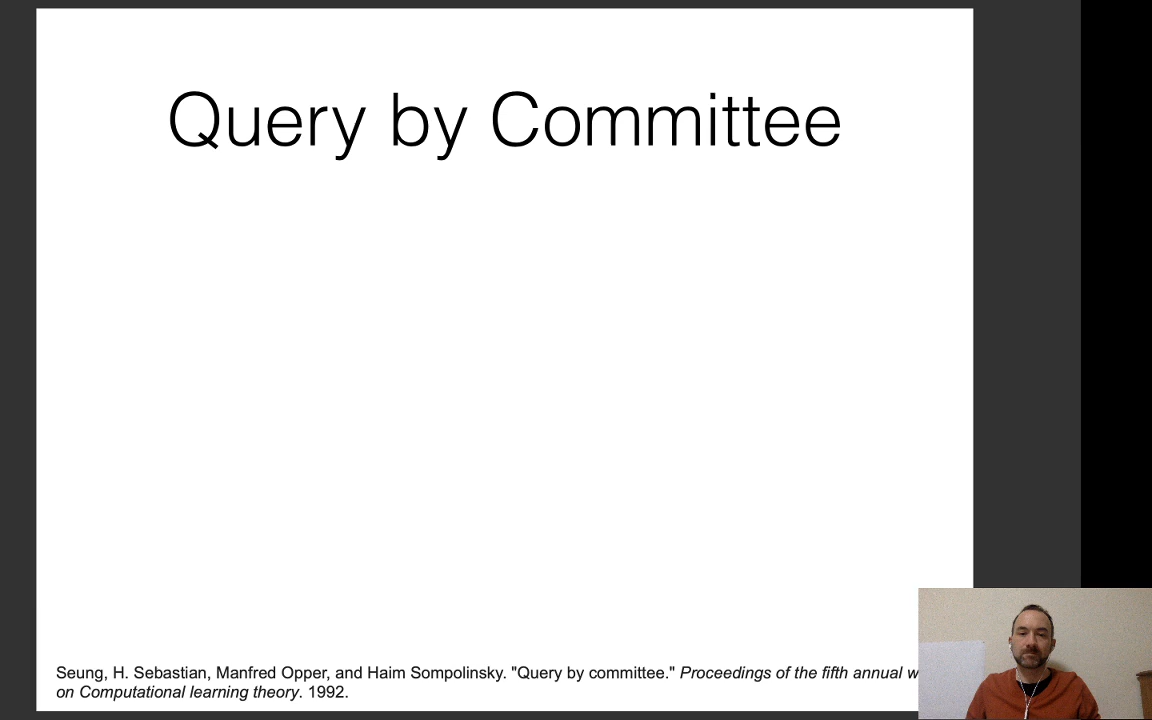 Query by Committee
Seung, H. Sebastian, Manfred Opper, and Haim Sompolinsky. "Query by committee." Proceedings of the fifth annual
on Computational learning theory. 1992.